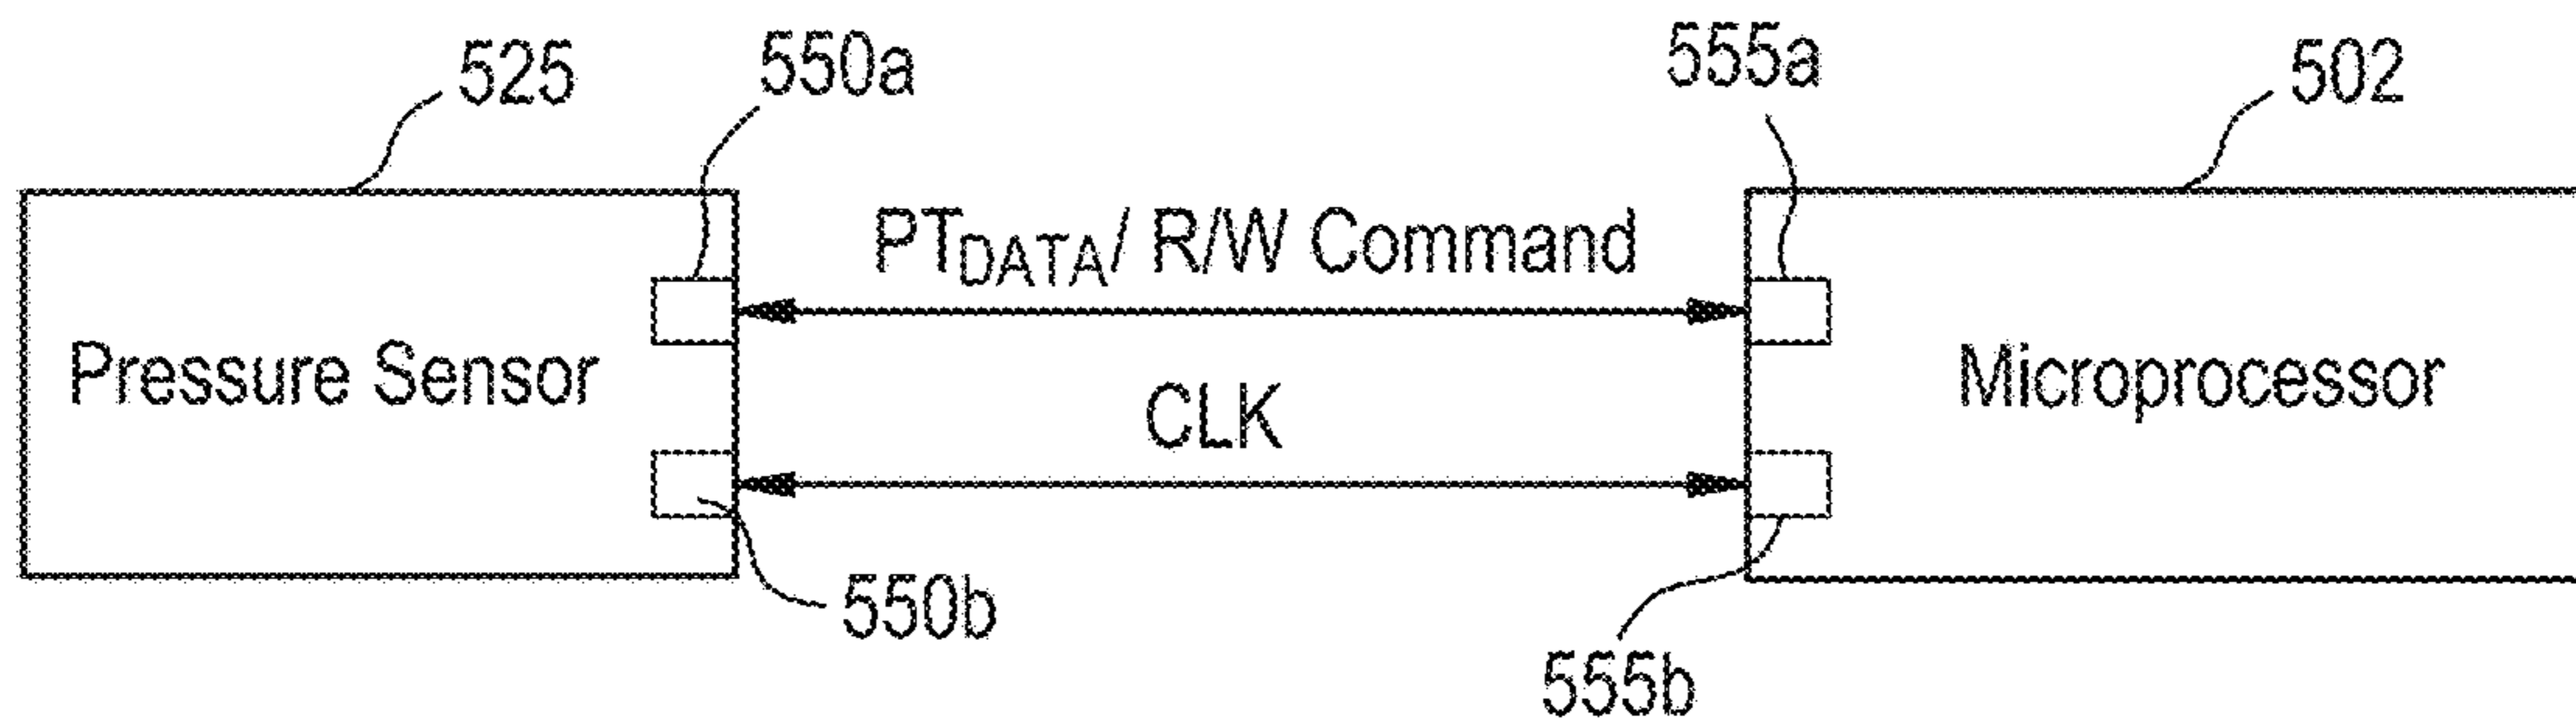 525
550a
555a
502
PTDATA/ R/W Command
Pressure Sensor
CLK
Microprocessor
550b
555b